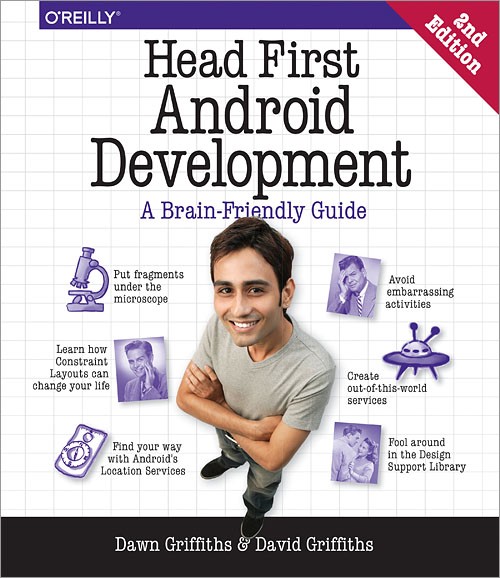 O'REILLY®
2nd
Edition
Head First
Android
Development
A Brain-Friendly Guide
Put fragments
under the
microscope
Avoid
embarrassing
activities
Learn how
Constraint
Layouts can
change your life
Create
out-of-this-world
services
Find your way
with Android's
Location Services
Fool around
in the Design
Support Library
Dawn Griffiths & David Griffiths